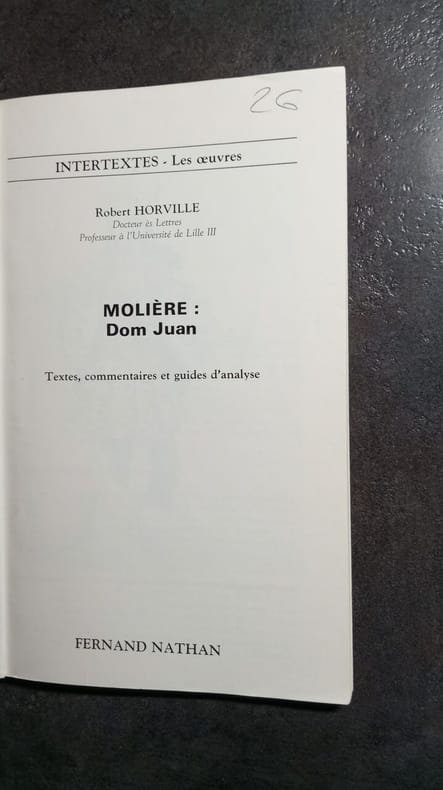 26
INTERTEXTES - Les œuvres
Robert HORVILLE
Docteur ès Lettres
Professeur à l'Université de Lille III
MOLIÈRE :
Dom Juan
Textes, commentaires et guides d'analyse
FERNAND NATHAN